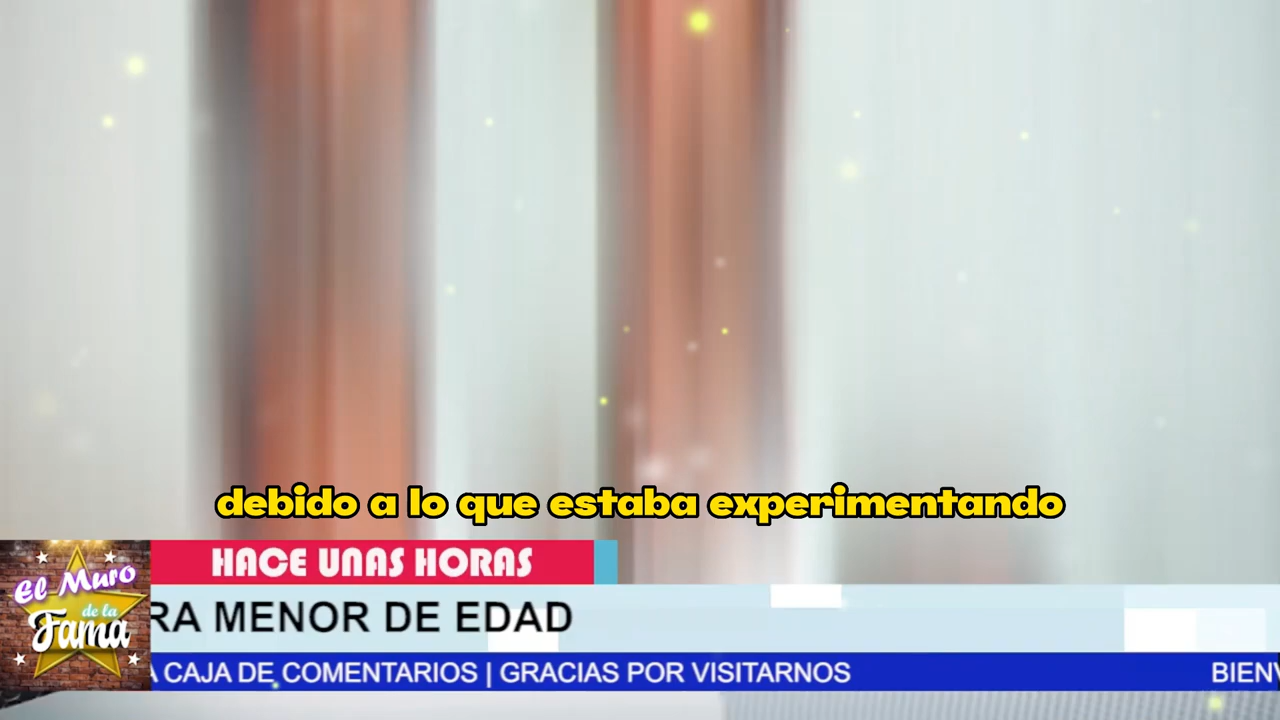 debido a lo que estaba experimentando
HACE UNAS HORAS
El Muro
de la
Fama
RA MENOR DE EDAD
A CAJA DE COMENTARIOS | GRACIAS POR VISITARNOS
BIENV